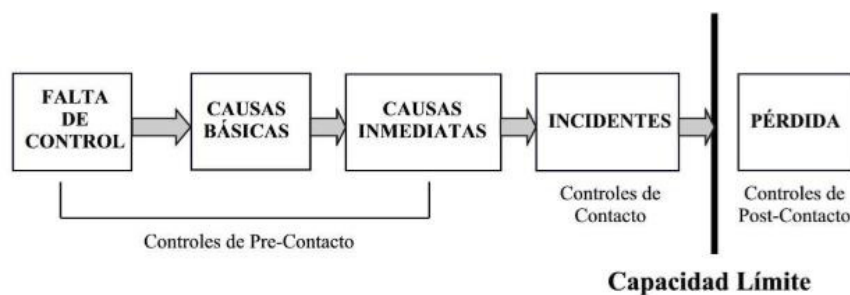 FALTA
DE
CONTROL
CAUSAS
BÁSICAS
CAUSAS
INMEDIATAS
INCIDENTES
PÉRDIDA
Controles de Pre-Contacto
Controles de
Contacto
Controles de
Post-Contacto
Capacidad Límite